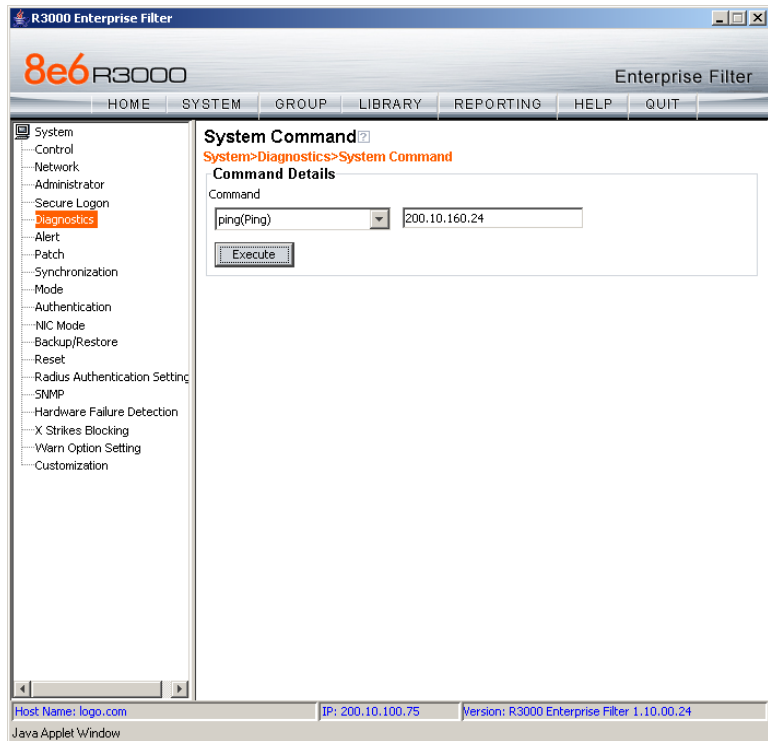 R3000 Enterprise Filter
8e6 R3000
Enterprise Filter
HOME SYSTEM GROUP LIBRARY REPORTING HELP QUIT
System
Control
Network
Administrator
Secure Logon
Diagnostics
Alert
Patch
Synchronization
Mode
Authentication
NIC Mode
Backup/Restore
Reset
Radius Authentication Setting
SNMP
Hardware Failure Detection
X Strikes Blocking
Warn Option Setting
Customization
System Command?
System>Diagnostics>System Command
Command Details
Command
ping(Ping) 200.10.160.24
Execute
Host Name: logo.com IP: 200.10.100.75 Version: R3000 Enterprise Filter 1.10.00.24
Java Applet Window